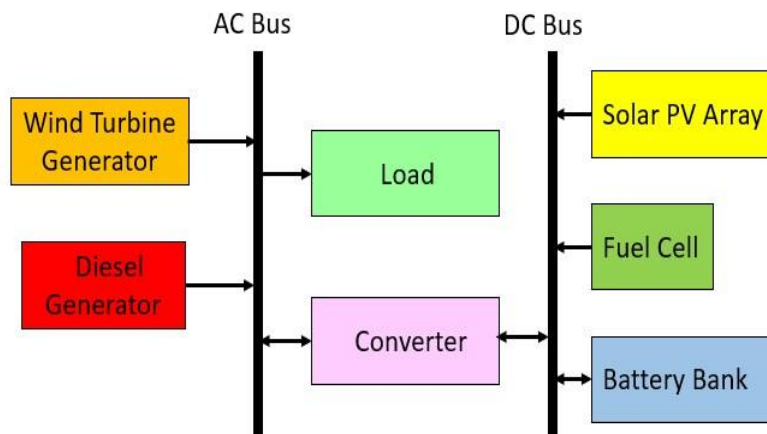 AC Bus
DC Bus
Wind Turbine
Generator
Solar PV Array
Load
Fuel Cell
Diesel
Generator
Converter
Battery Bank